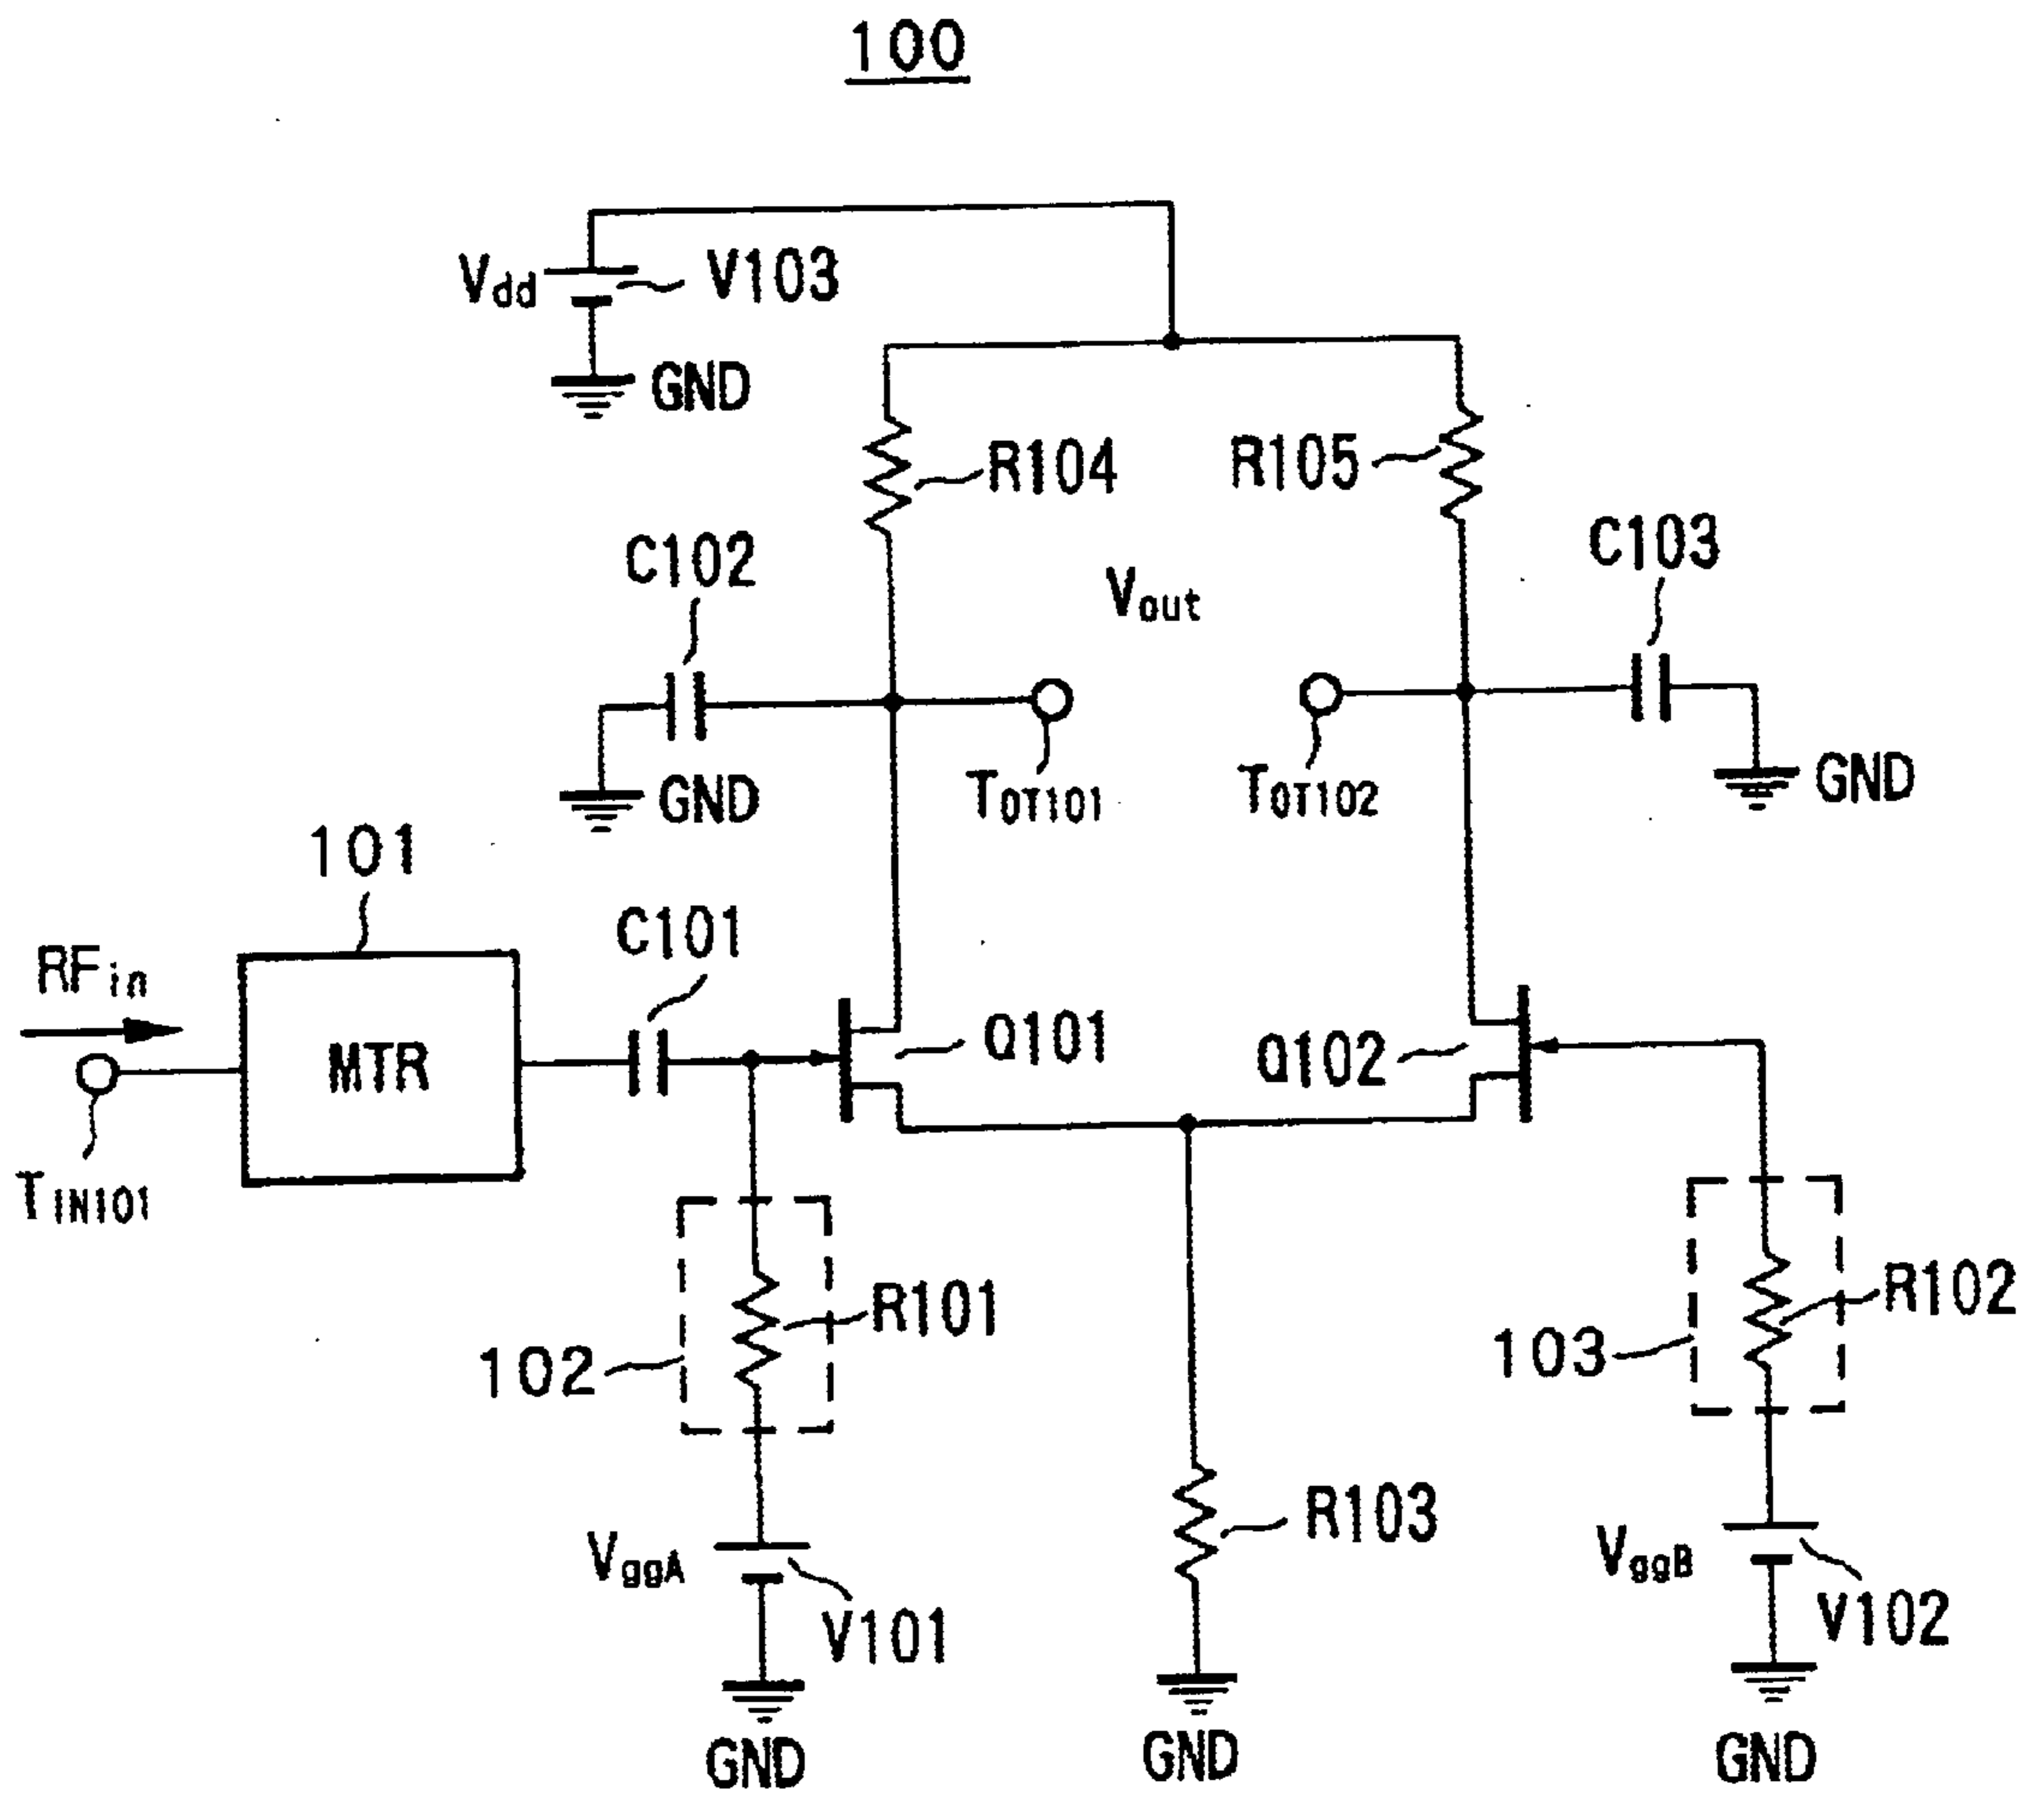 100
Vdd
V103
GND
R104
R105
C102
C103
Vout
GND
TOT101
TOT102
GND
101
C101
RFin
MTR
Q101
Q102
TIN101
R101
R102
102
103
R103
VggA
VggB
V101
V102
GND
GND
GND